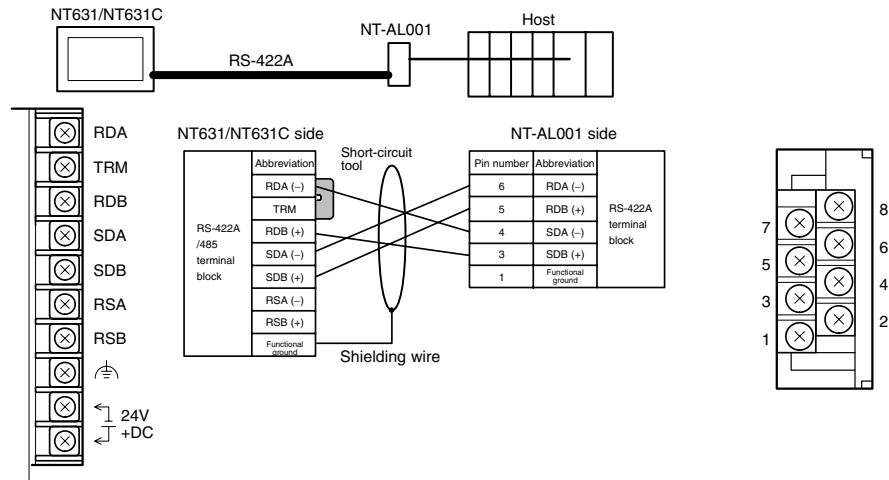 NT631/NT631C
NT-AL001
Host
RS-422A
RDA
TRM
RDB
SDA
SDB
RSA
RSB
24V
+DC
NT631/NT631C side
Short-circuit
tool
RS-422A
/485
terminal
block
Abbreviation
RDA (–)
TRM
RDB (+)
SDA (–)
SDB (+)
RSA (–)
RSB (+)
Functional
ground
Shielding wire
NT-AL001 side
Pin number Abbreviation
6 RDA (–)
5 RDB (+)
4 SDA (–)
3 SDB (+)
1 Functional
ground
RS-422A
terminal
block
7
5
3
1
8
6
4
2